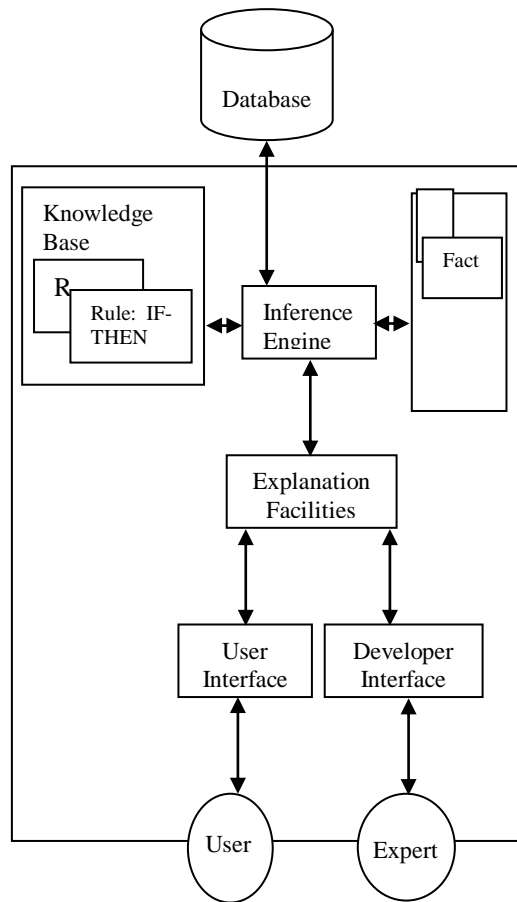 Database
Knowledge
Base
R
Rule: IF-
THEN
Inference
Engine
Fact
Explanation
Facilities
User
Interface
Developer
Interface
User
Expert